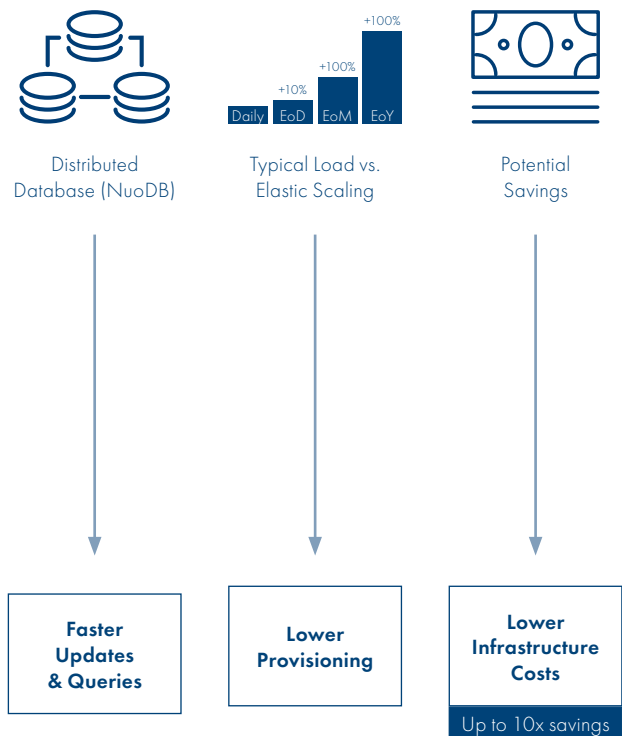 +100%
+100%
+10%
Daily EoD EoM EoY
Distributed
Database (NuoDB)
Typical Load vs.
Elastic Scaling
Potential
Savings
Faster
Updates
& Queries
Lower
Provisioning
Lower
Infrastructure
Costs
Up to 10x savings